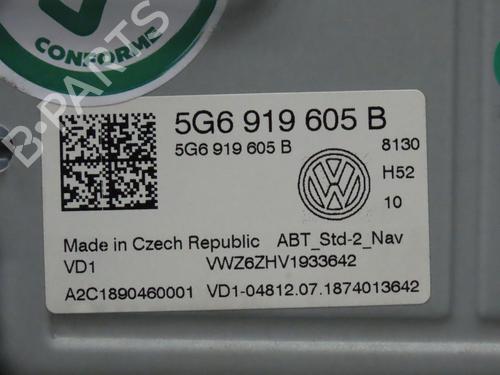 CONFORME
B-PARTS
5G6 919 605 B
5G6 919 605 B
8130
H52
10
Made in Czech Republic ABT_Std-2_Nav
VD1 VWZ6ZHV1933642
A2C1890460001 VD1-04812.07.1874013642